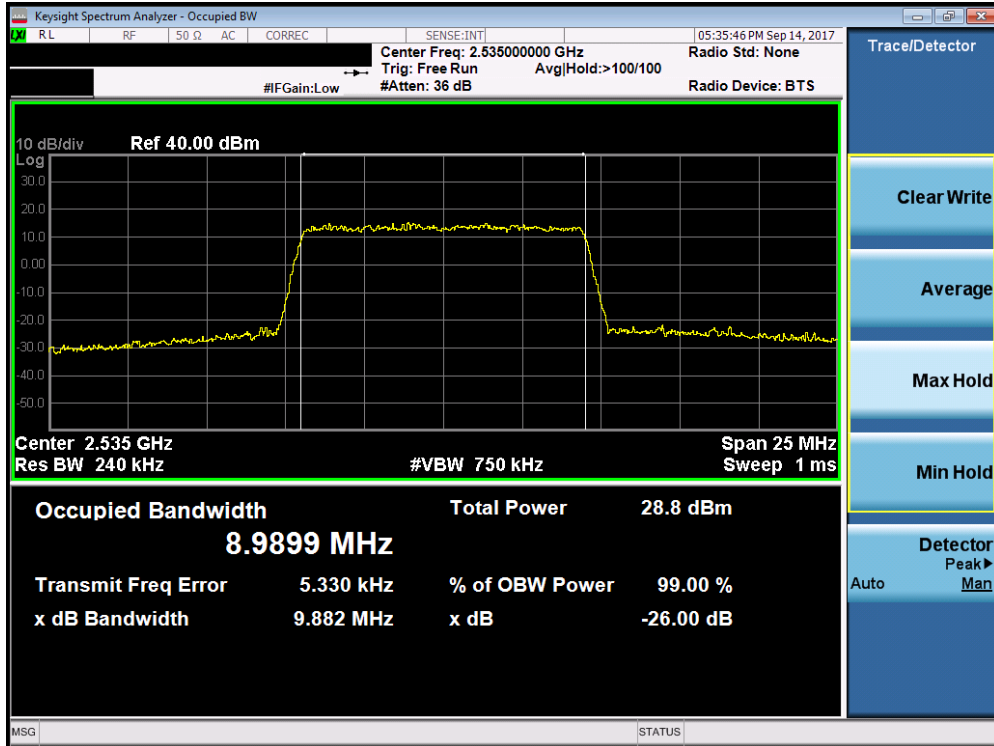 Keysight Spectrum Analyzer - Occupied BW
LXI RL RF 50 Ω AC CORREC SENSE:INT 05:35:46 PM Sep 14, 2017
Center Freq: 2.535000000 GHz Radio Std: None
Trig: Free Run Avg|Hold:>100/100
#IFGain:Low #Atten: 36 dB Radio Device: BTS
10 dB/div Ref 40.00 dBm
Log
30.0
20.0
10.0
0.00
-10.0
-20.0
-30.0
-40.0
-50.0
Center 2.535 GHz Span 25 MHz
Res BW 240 kHz #VBW 750 kHz Sweep 1 ms
Occupied Bandwidth Total Power 28.8 dBm
8.9899 MHz
Transmit Freq Error 5.330 kHz % of OBW Power 99.00 %
x dB Bandwidth 9.882 MHz x dB -26.00 dB
MSG STATUS
Trace/Detector
Clear Write
Average
Max Hold
Min Hold
Detector
Peak▶
Auto Man